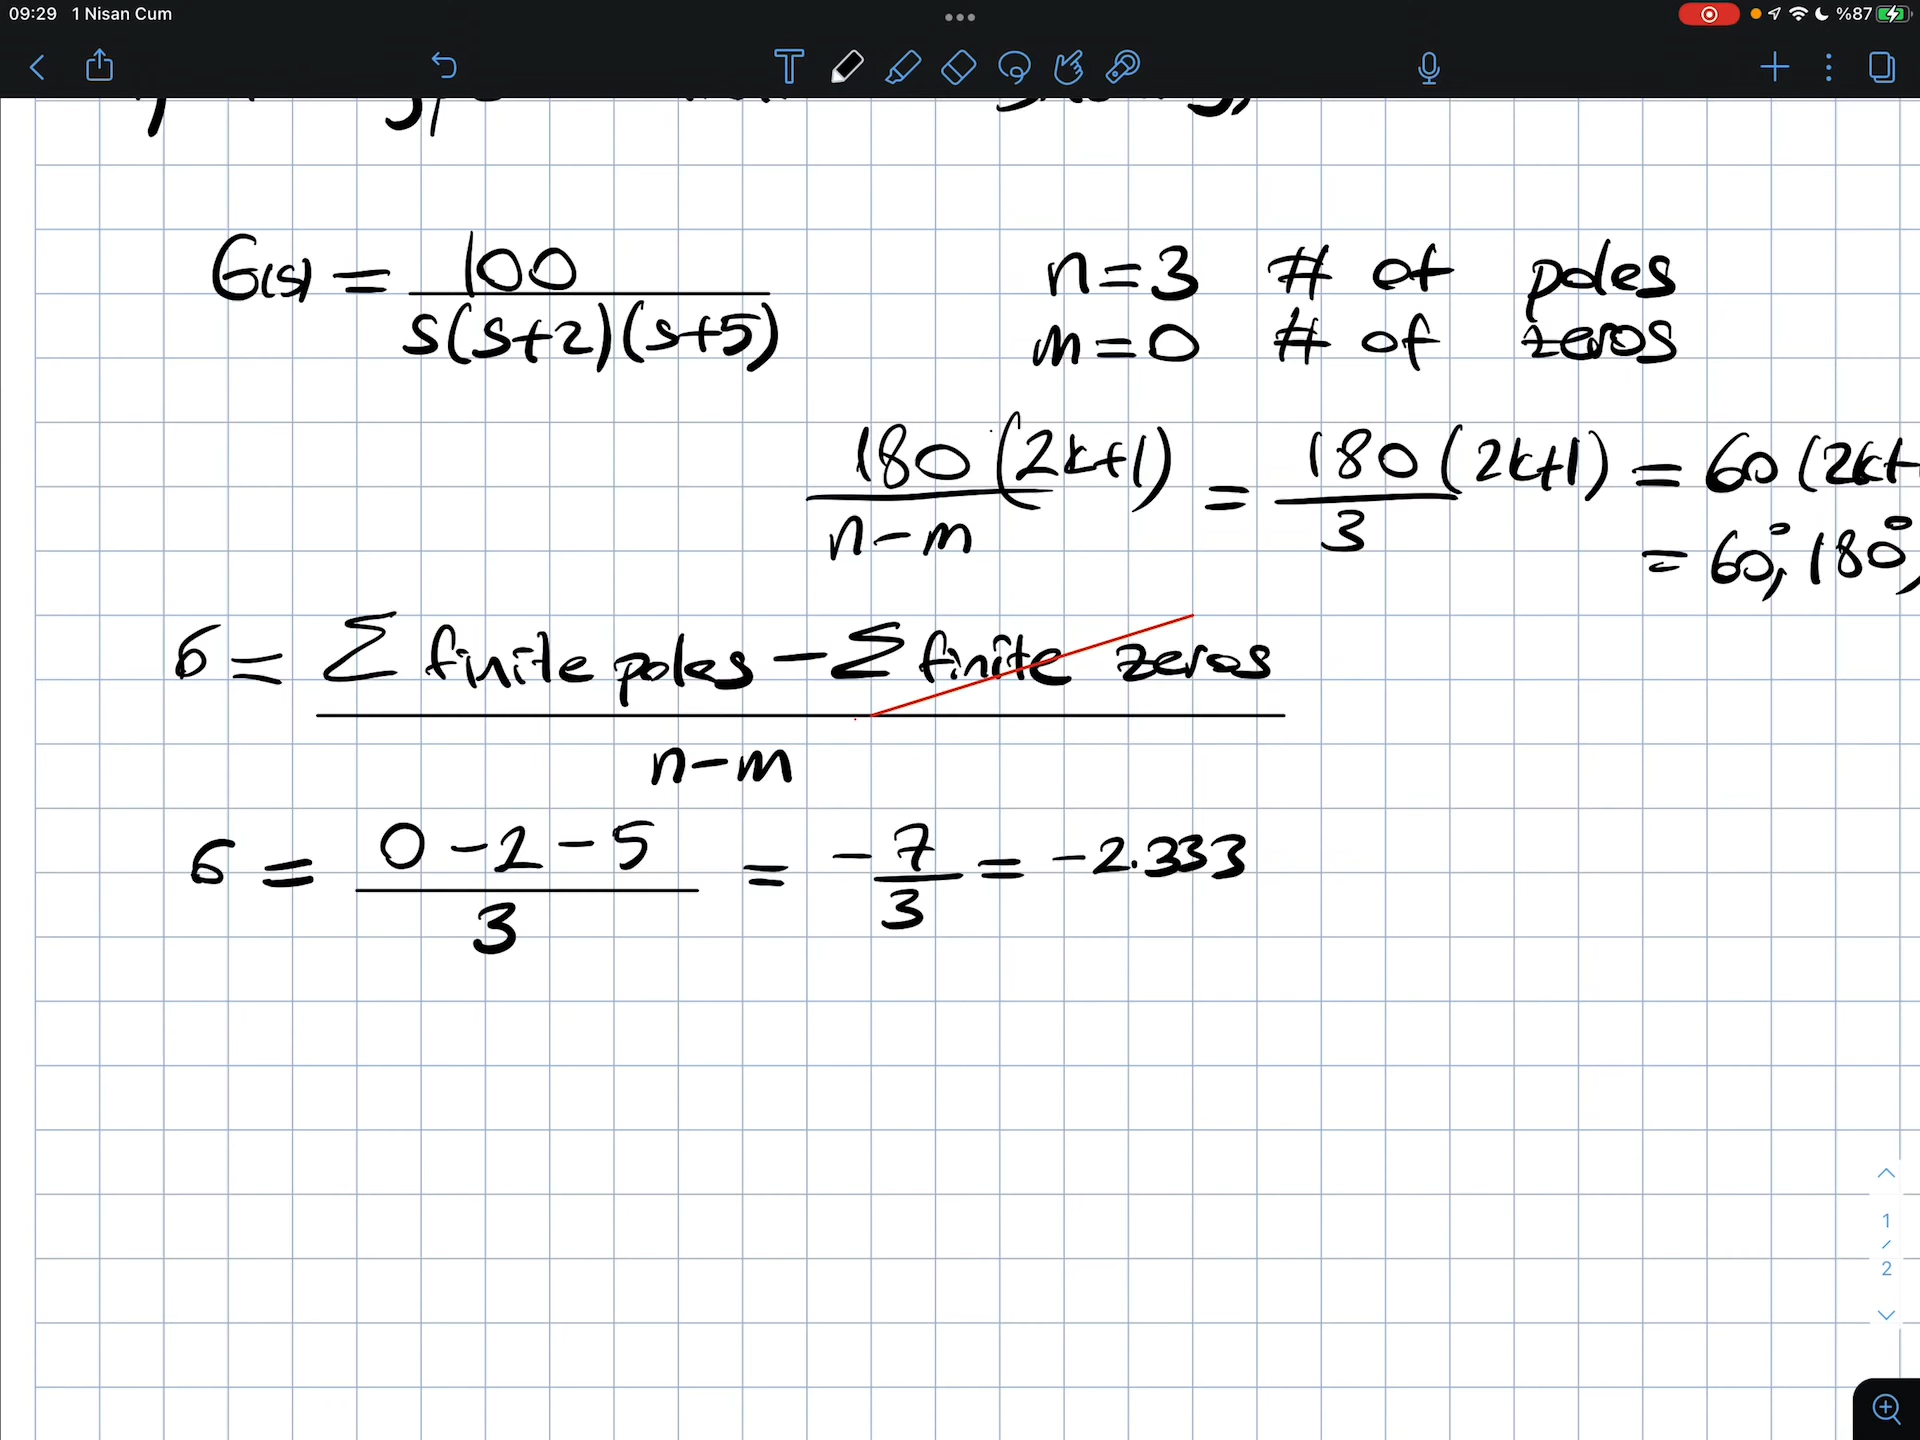 09:29 1 Nisan Cum
%87
T
G(s) = 100 / s(s+2)(s+5)
n=3 # of poles
m=0 # of zeros
180(2k+1) / n-m = 180(2k+1) / 3 = 60(2k+
= 60°, 180°,
σ = Σ finite poles - Σ finite zeros / n-m
σ = 0-2-5 / 3 = -7/3 = -2.333
1
/
2